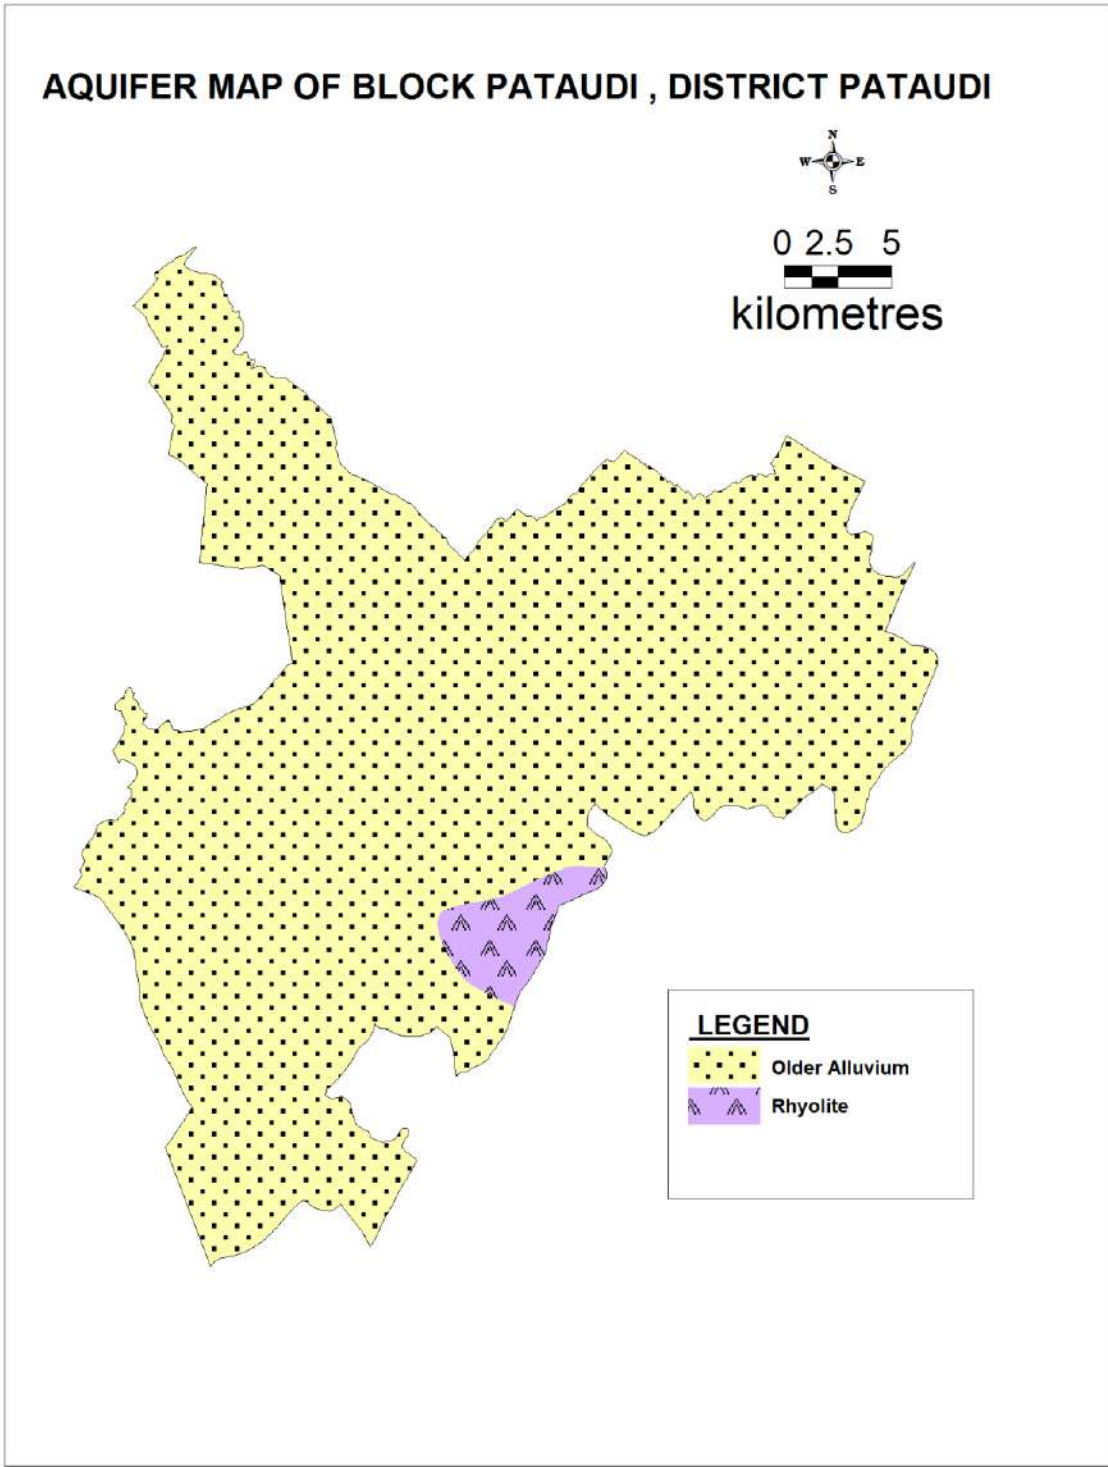 AQUIFER MAP OF BLOCK PATAUDI , DISTRICT PATAUDI
N
W E
S
0 2.5 5
kilometres
LEGEND
Older Alluvium
Rhyolite